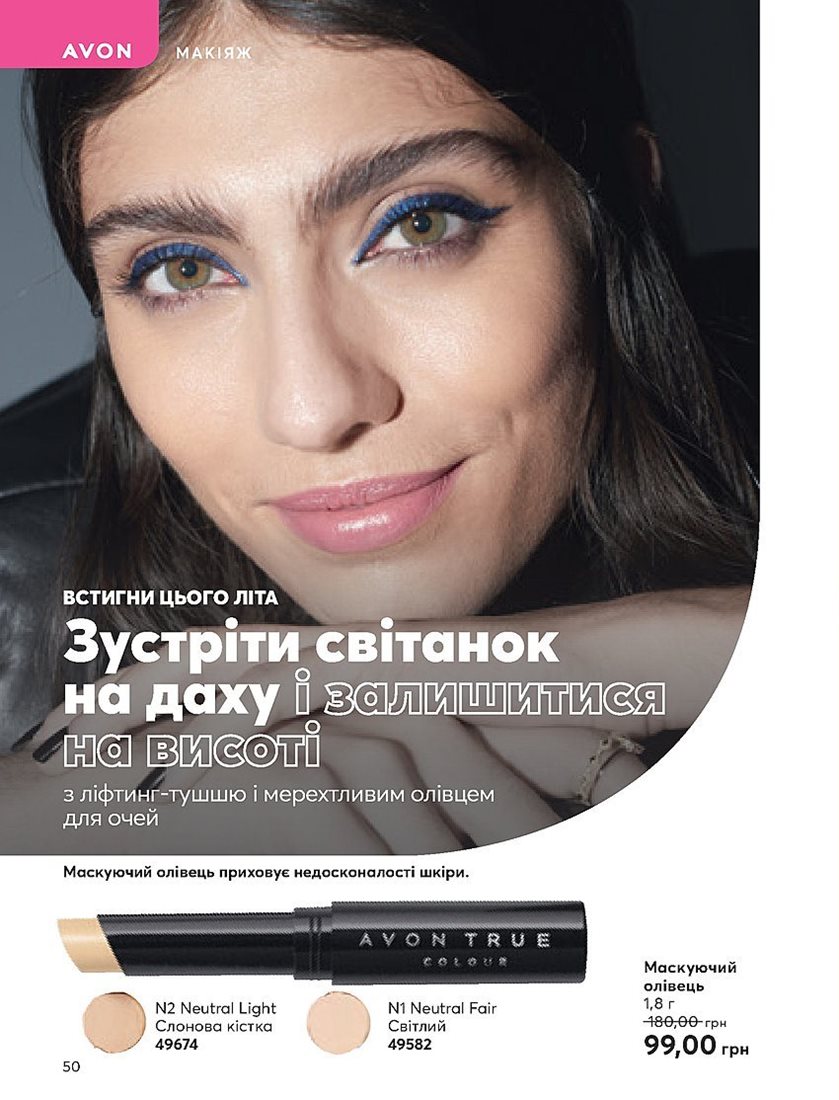 AVON МАКІЯЖ
ВСТИГНИ ЦЬОГО ЛІТА
Зустріти світанок
на даху і залишитися
на висоті
з ліфтинг-тушшю і мерехтливим олівцем
для очей
Маскуючий олівець приховує недосконалості шкіри.
AVON TRUE
COLOUR
N2 Neutral Light
Слонова кістка
49674
N1 Neutral Fair
Світлий
49582
Маскуючий
олівець
1,8 г
180,00 грн
99,00 грн
50